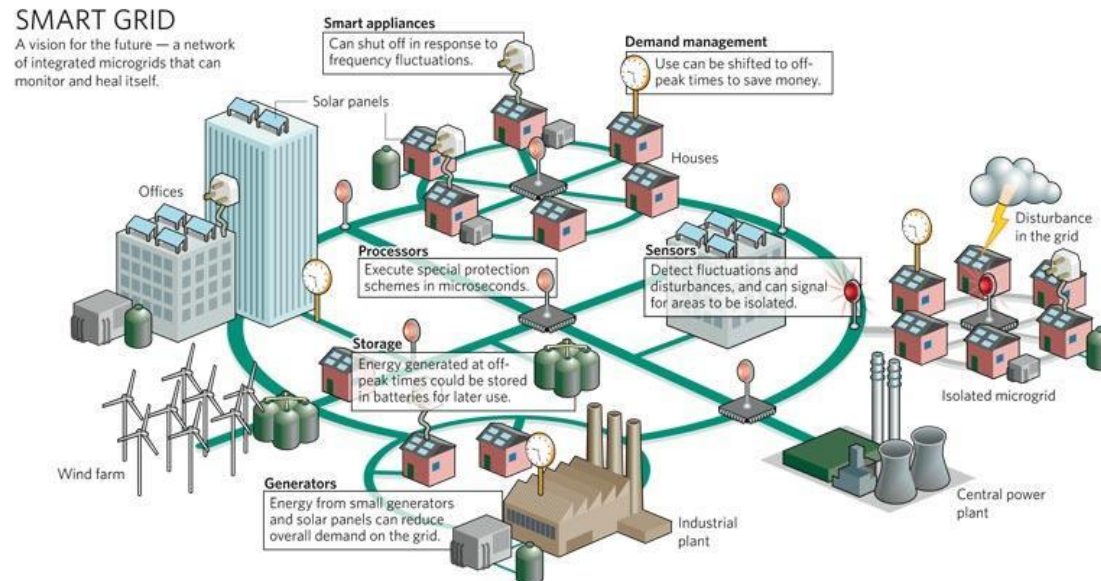 SMART GRID
A vision for the future — a network
of integrated microgrids that can
monitor and heal itself.
Smart appliances
Can shut off in response to
frequency fluctuations.
Demand management
Use can be shifted to off-
peak times to save money.
Solar panels
Houses
Offices
Disturbance
in the grid
Processors
Execute special protection
schemes in microseconds.
Sensors
Detect fluctuations and
disturbances, and can signal
for areas to be isolated.
Storage
Energy generated at off-
peak times could be stored
in batteries for later use.
Isolated microgrid
Wind farm
Generators
Energy from small generators
and solar panels can reduce
overall demand on the grid.
Industrial
plant
Central power
plant